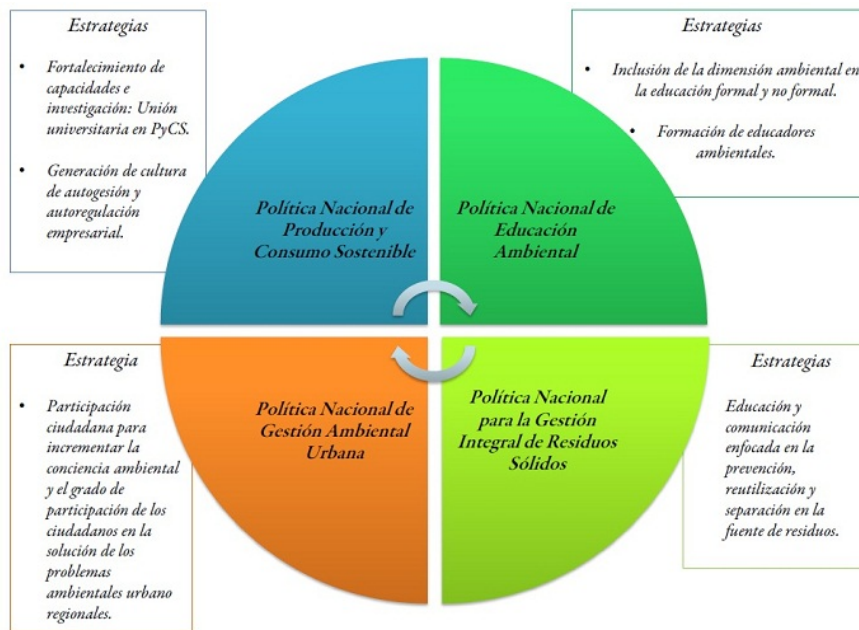 Estrategias
• Fortalecimiento de
capacidades e
investigación: Unión
universitaria en PyCS.
• Generación de cultura
de autogesión y
autoregulación
empresarial.
Política Nacional de
Producción y
Consumo Sostenible
Política Nacional de
Educación
Ambiental
Estrategias
• Inclusión de la dimensión ambiental en
la educación formal y no formal.
• Formación de educadores
ambientales.
Estrategia
• Participación
ciudadana para
incrementar la
conciencia ambiental
y el grado de
participación de los
ciudadanos en la
solución de los
problemas
ambientales urbano
regionales.
Política Nacional de
Gestión Ambiental
Urbana
Política Nacional
para la Gestión
Integral de Residuos
Sólidos
Estrategias
Educación y
comunicación
enfocada en la
prevención,
reutilización y
separación en la
fuente de residuos.